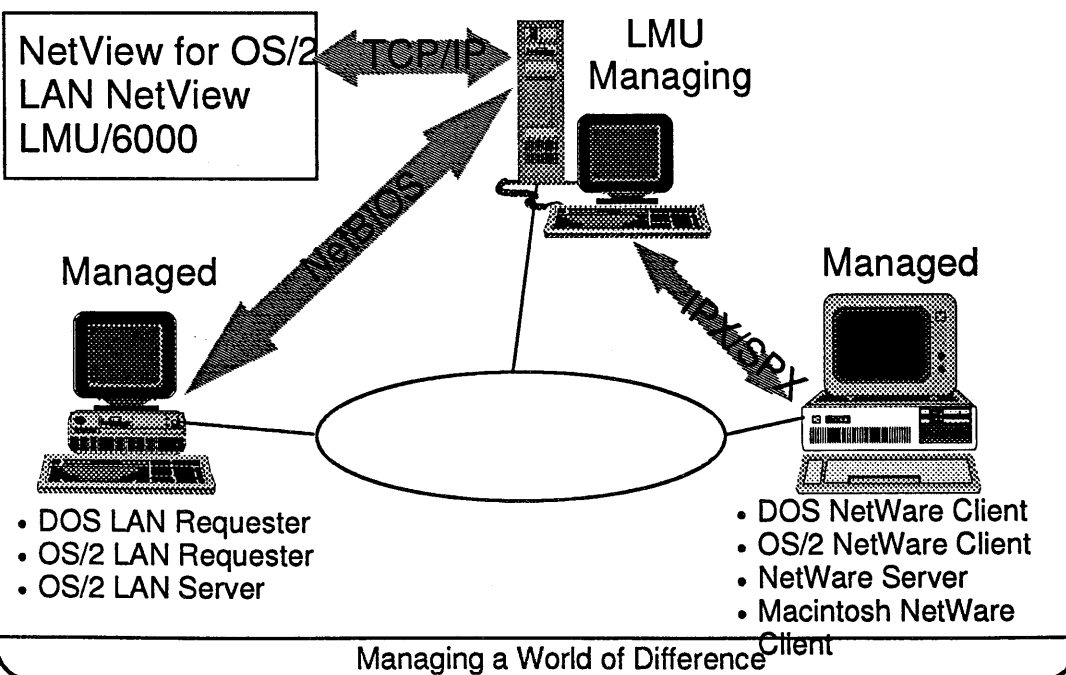 NetView for OS/2
LAN NetView
LMU/6000
TCP/IP
LMU
Managing
NetBIOS
IPX/SPX
Managed
• DOS LAN Requester
• OS/2 LAN Requester
• OS/2 LAN Server
Managed
• DOS NetWare Client
• OS/2 NetWare Client
• NetWare Server
• Macintosh NetWare
Client
Managing a World of Difference